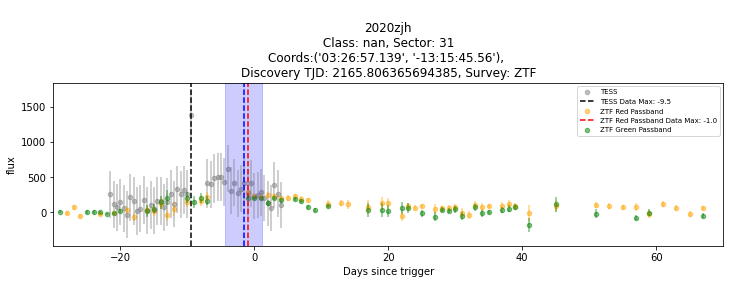 2020zjh
Class: nan, Sector: 31
Coords:('03:26:57.139', '-13:15:45.56'),
Discovery TJD: 2165.806365694385, Survey: ZTF
TESS
TESS Data Max: -9.5
ZTF Red Passband
ZTF Red Passband Data Max: -1.0
ZTF Green Passband
flux
1500
1000
500
0
−20
0
20
40
60
Days since trigger